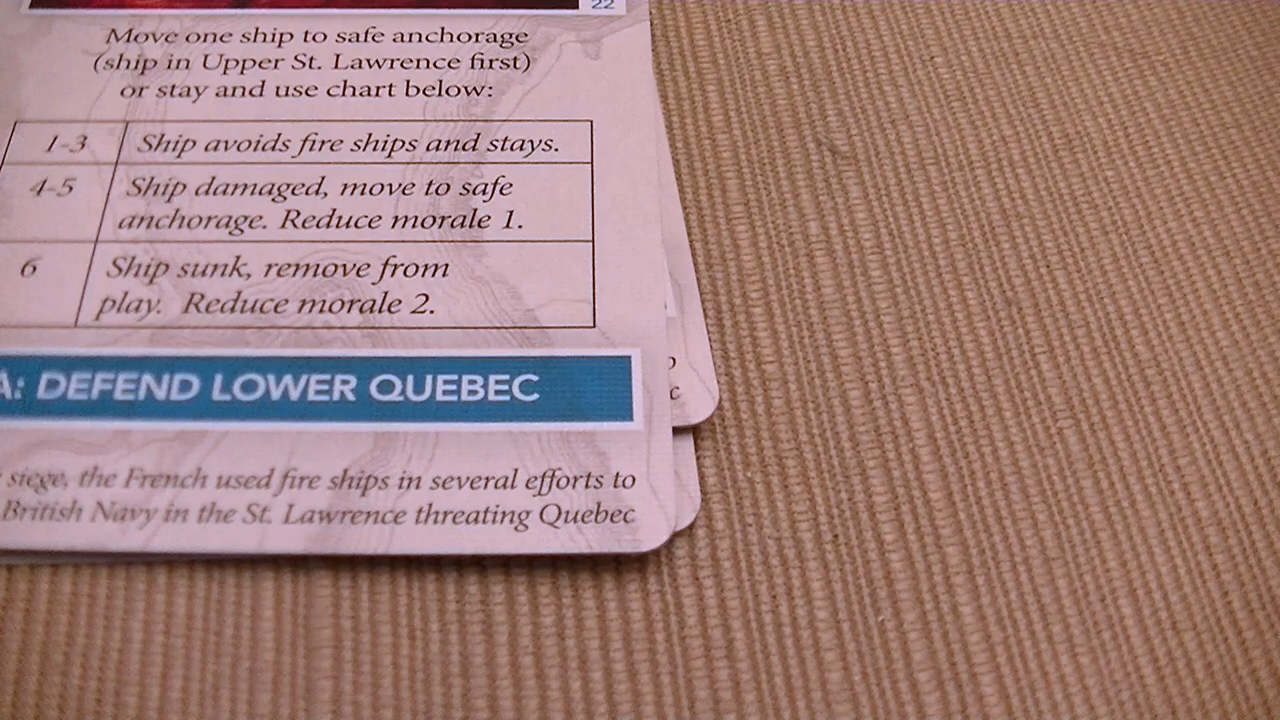 22
Move one ship to safe anchorage
(ship in Upper St. Lawrence first)
or stay and use chart below:
1-3 Ship avoids fire ships and stays.
4-5 Ship damaged, move to safe
anchorage. Reduce morale 1.
6 Ship sunk, remove from
play. Reduce morale 2.
A: DEFEND LOWER QUEBEC
siege, the French used fire ships in several efforts to
British Navy in the St. Lawrence threating Quebec